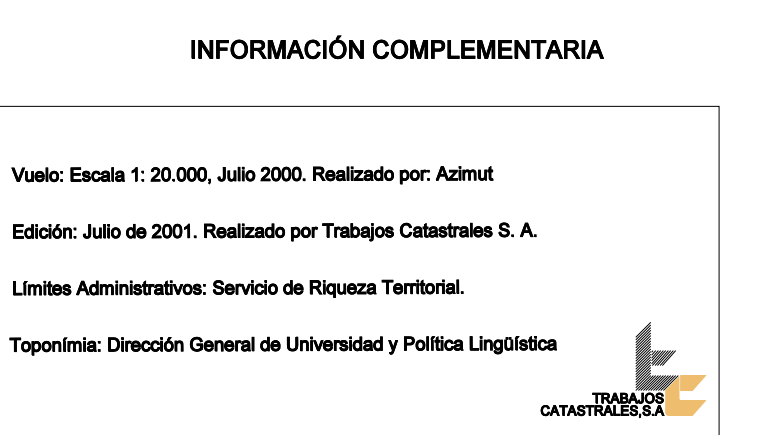 INFORMACIÓN COMPLEMENTARIA
Vuelo: Escala 1: 20.000, Julio 2000. Realizado por: Azimut
Edición: Julio de 2001. Realizado por Trabajos Catastrales S. A.
Límites Administrativos: Servicio de Riqueza Territorial.
Toponímia: Dirección General de Universidad y Política Lingüística
TRABAJOS
CATASTRALES,S.A